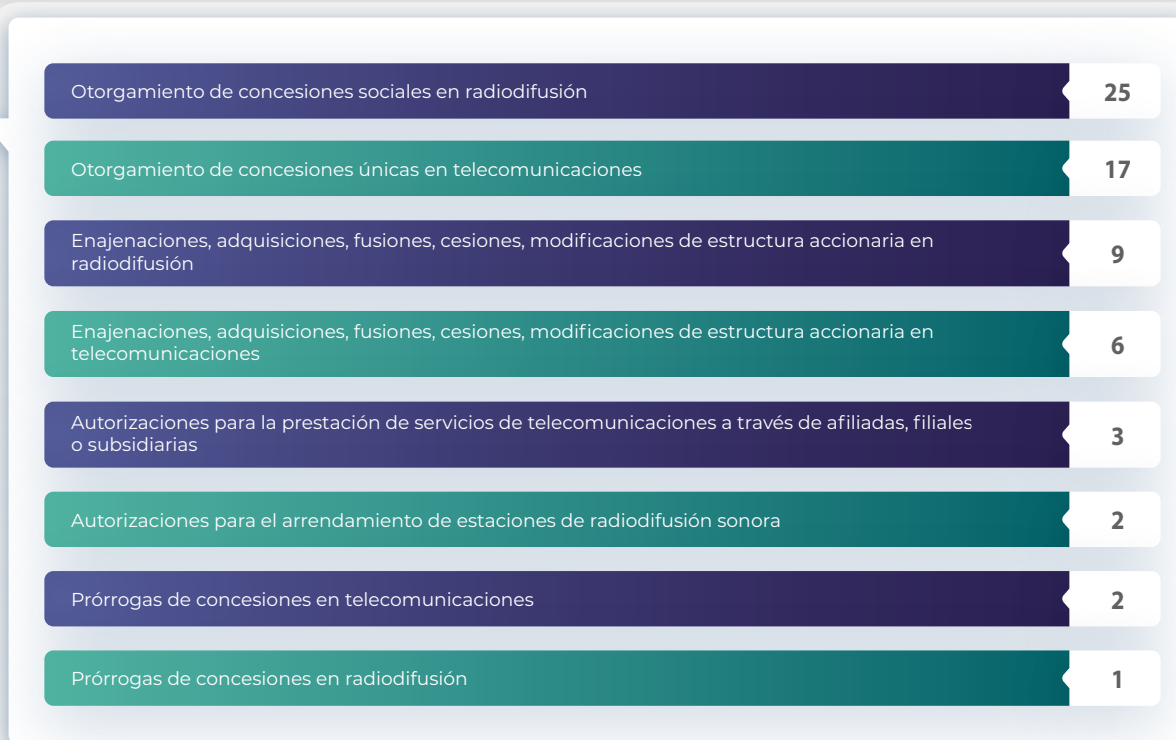 Otorgamiento de concesiones sociales en radiodifusión
25
Otorgamiento de concesiones únicas en telecomunicaciones
17
Enajenaciones, adquisiciones, fusiones, cesiones, modificaciones de estructura accionaria en
radiodifusión
9
Enajenaciones, adquisiciones, fusiones, cesiones, modificaciones de estructura accionaria en
telecomunicaciones
6
Autorizaciones para la prestación de servicios de telecomunicaciones a través de afiliadas, filiales
o subsidiarias
3
Autorizaciones para el arrendamiento de estaciones de radiodifusión sonora
2
Prórrogas de concesiones en telecomunicaciones
2
Prórrogas de concesiones en radiodifusión
1